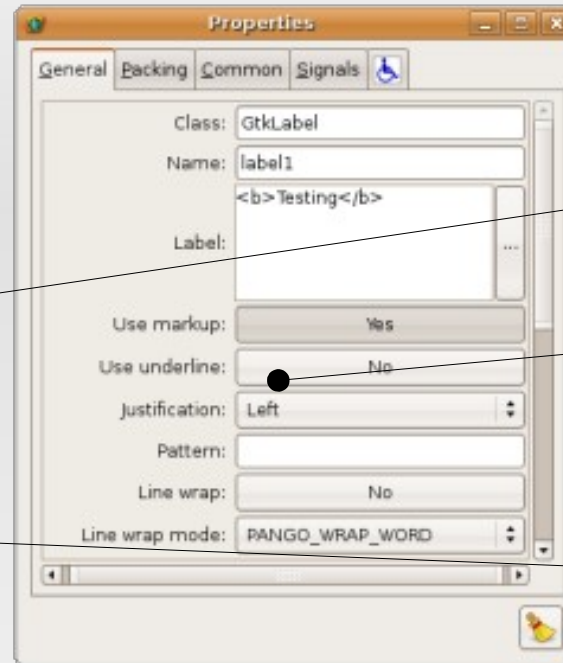 Properties
General Packing Common Signals
Class: GtkLabel
Name: label1
Label: <b>Testing</b>
...
Use markup: Yes
Use underline: No
Justification: Left
Pattern:
Line wrap: No
Line wrap mode: PANGO_WRAP_WORD